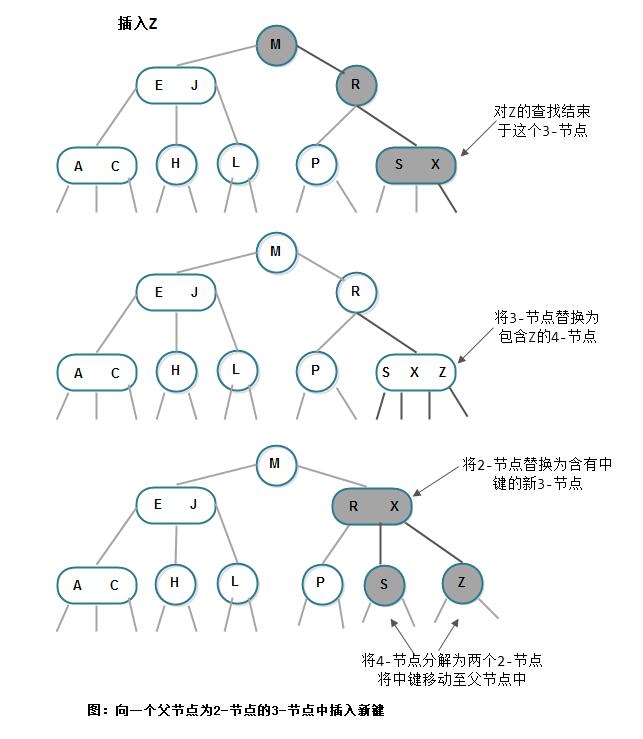 插入Z
M
E J
R
对Z的查找结束
于这个3-节点
A C
H
L
P
S X
M
E J
R
将3-节点替换为
包含Z的4-节点
A C
H
L
P
S X Z
M
将2-节点替换为含有中
键的新3-节点
E J
R X
A C
H
L
P
S
Z
将4-节点分解为两个2-节点
将中键移动至父节点中
图：向一个父节点为2-节点的3-节点中插入新键